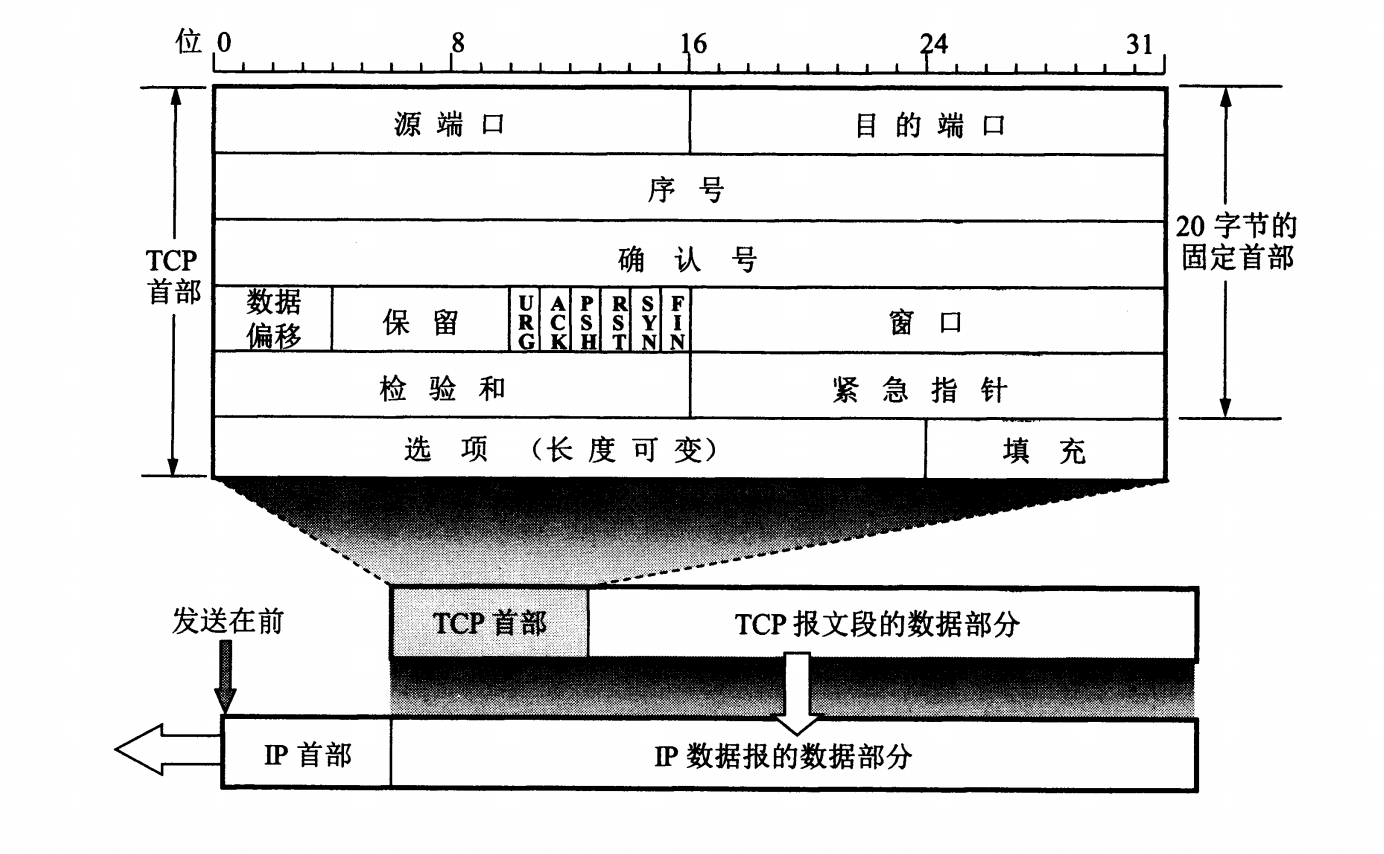 位 0 8 16 24 31
源端口 目的端口
序号
确认号
TCP
首部
20 字节的
固定首部
数据
偏移
保留
URG
ACK
PSH
RST
SYN
FIN
窗口
检验和 紧急指针
选项 （长度可变） 填充
发送在前
TCP 首部 TCP 报文段的数据部分
IP 首部 IP 数据报的数据部分